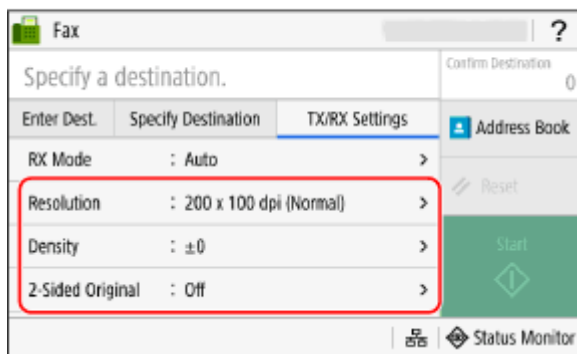 Fax
?
Specify a destination.
Confirm Destination
0
Enter Dest.
Specify Destination
TX/RX Settings
Address Book
RX Mode : Auto >
Resolution : 200 x 100 dpi (Normal) >
Reset
Density : ±0 >
Start
2-Sided Original : Off >
Status Monitor